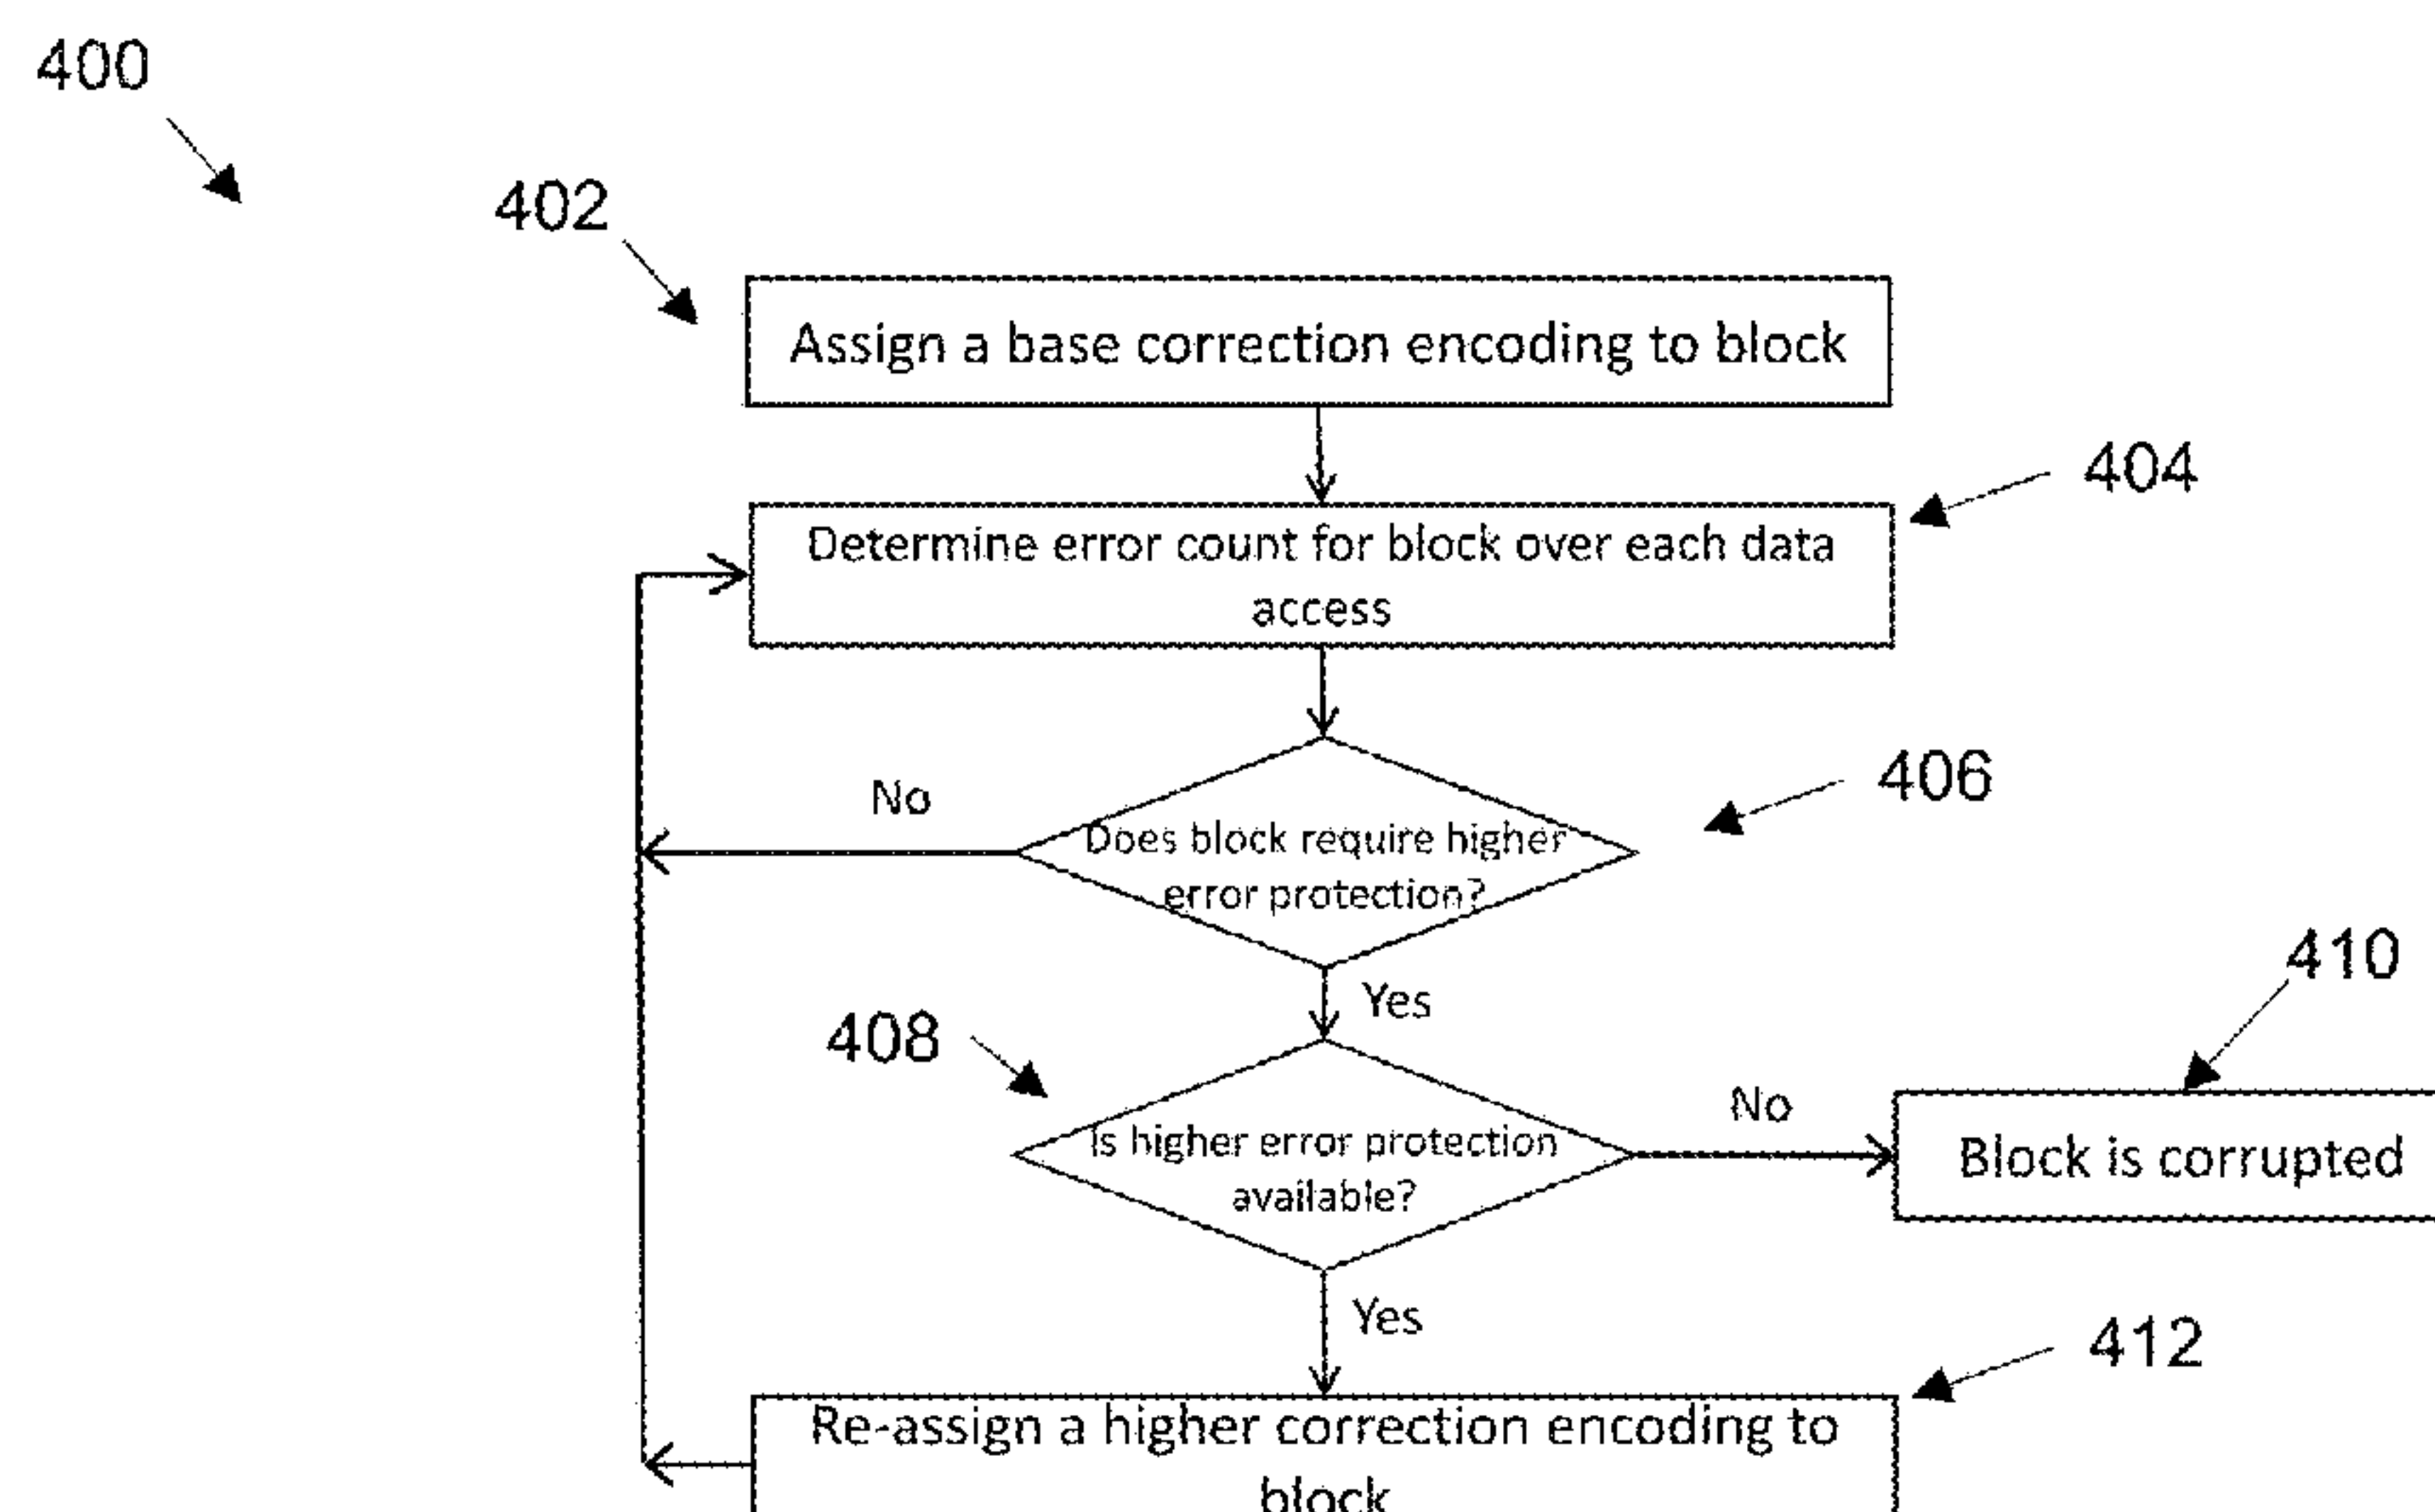 400
402
Assign a base correction encoding to block
404
Determine error count for block over each data
access
406
No
Does block require higher
error protection?
410
Yes
408
No
Is higher error protection
available?
Block is corrupted
Yes
412
Re-assign a higher correction encoding to
block